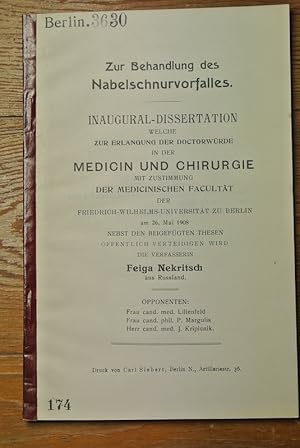 Berlin. 3630
Zur Behandlung des
Nabelschnurvorfalles.
INAUGURAL-DISSERTATION
WELCHE
ZUR ERLANGUNG DER DOCTORWÜRDE
IN DER
MEDICIN UND CHIRURGIE
MIT ZUSTIMMUNG
DER MEDICINISCHEN FACULTÄT
DER
FRIEDRICH-WILHELMS-UNIVERSITÄT ZU BERLIN
am 26. Mai 1908
NEBST DEN BEIGEFÜGTEN THESEN
ÖFFENTLICH VERTEIDIGEN WIRD
DIE VERFASSERIN
Feiga Nekritsch
aus Russland.
OPPONENTEN:
Frau cand. med. Lilienfeld
Frau cand. phil. P. Margulis
Herr cand. med. J. Kriplusik.
Druck von Carl Siebert, Berlin N., Artilleriestr. 36.
174